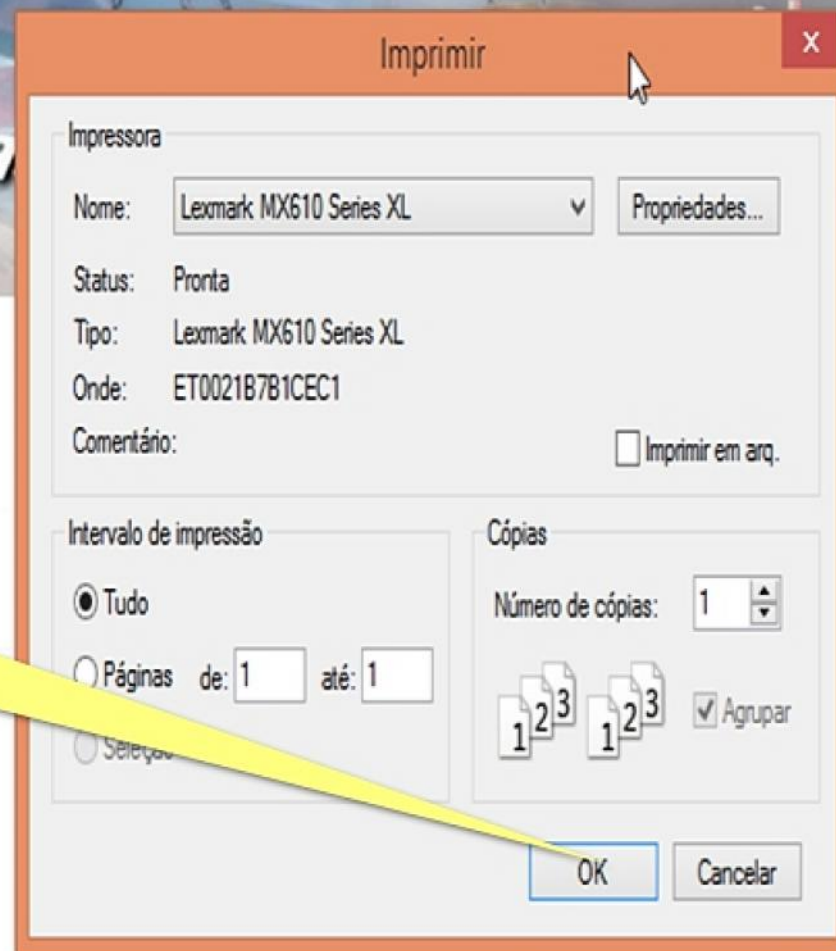 Imprimir
X
Impressora
Nome: Lexmark MX610 Series XL Propriedades...
Status: Pronta
Tipo: Lexmark MX610 Series XL
Onde: ET0021B7B1CEC1
Comentário: Imprimir em arq.
Intervalo de impressão
Tudo
Páginas de: 1 até: 1
Cópias
Número de cópias: 1
1 2 3 1 2 3 Agrupar
OK Cancelar